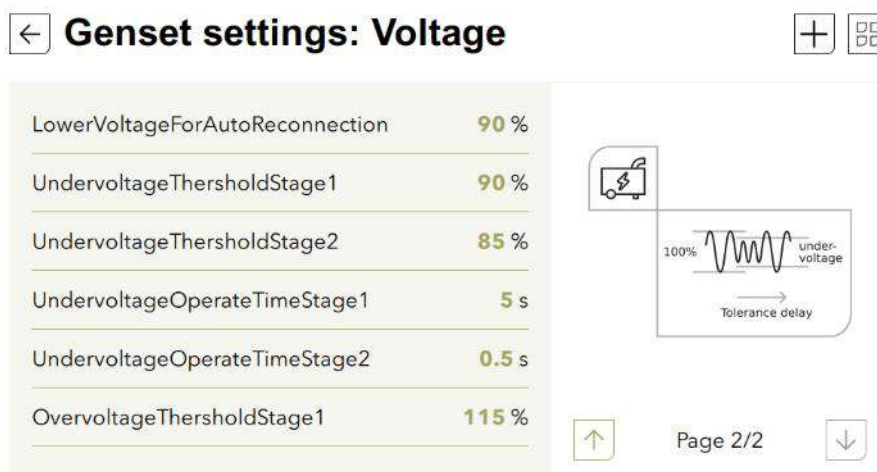 Genset settings: Voltage
LowerVoltageForAutoReconnection 90 %
UndervoltageThersholdStage1 90 %
UndervoltageThersholdStage2 85 %
UndervoltageOperateTimeStage1 5 s
UndervoltageOperateTimeStage2 0.5 s
OvervoltageThersholdStage1 115 %
100%
under-
voltage
Tolerance delay
Page 2/2